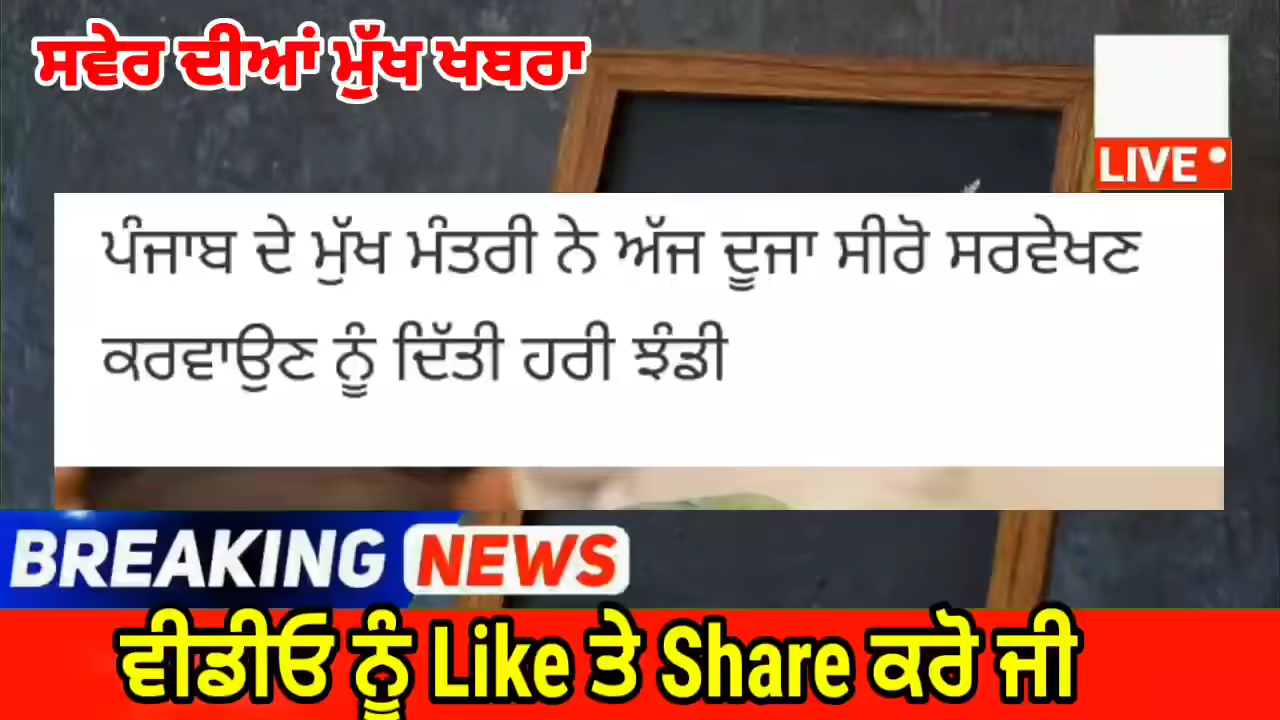 ਸਵੇਰ ਦੀਆਂ ਮੁੱਖ ਖਬਰਾ
LIVE
ਪੰਜਾਬ ਦੇ ਮੁੱਖ ਮੰਤਰੀ ਨੇ ਅੱਜ ਦੂਜਾ ਸੀਰੋ ਸਰਵੇਖਣ
ਕਰਵਾਉਣ ਨੂੰ ਦਿੱਤੀ ਹਰੀ ਝੰਡੀ
BREAKING NEWS
ਵੀਡੀਓ ਨੂੰ Like ਤੇ Share ਕਰੋ ਜੀ